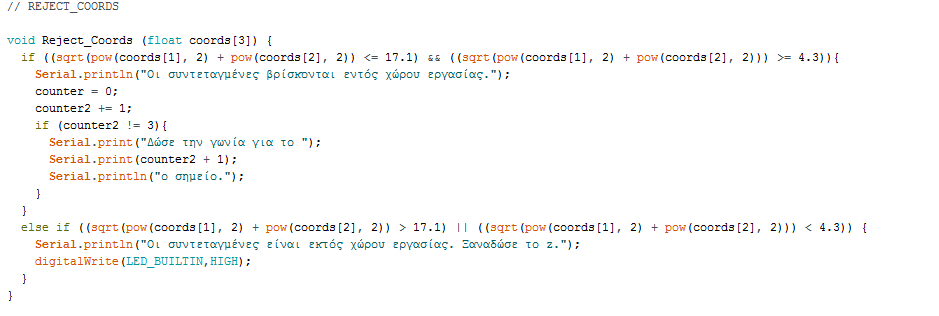 // REJECT_COORDS
void Reject_Coords (float coords[3]) {
if ((sqrt(pow(coords[1], 2) + pow(coords[2], 2)) <= 17.1) && ((sqrt(pow(coords[1], 2) + pow(coords[2], 2))) >= 4.3)){
Serial.println("Οι συντεταγμένες βρίσκονται εντός χώρου εργασίας.");
counter = 0;
counter2 += 1;
if (counter2 != 3){
Serial.print("Δώσε την γωνία για το ");
Serial.print(counter2 + 1);
Serial.println("ο σημείο.");
}
}
else if ((sqrt(pow(coords[1], 2) + pow(coords[2], 2)) > 17.1) || ((sqrt(pow(coords[1], 2) + pow(coords[2], 2))) < 4.3)) {
Serial.println("Οι συντεταγμένες είναι εκτός χώρου εργασίας. Ξαναδώσε το z.");
digitalWrite(LED_BUILTIN,HIGH);
}
}